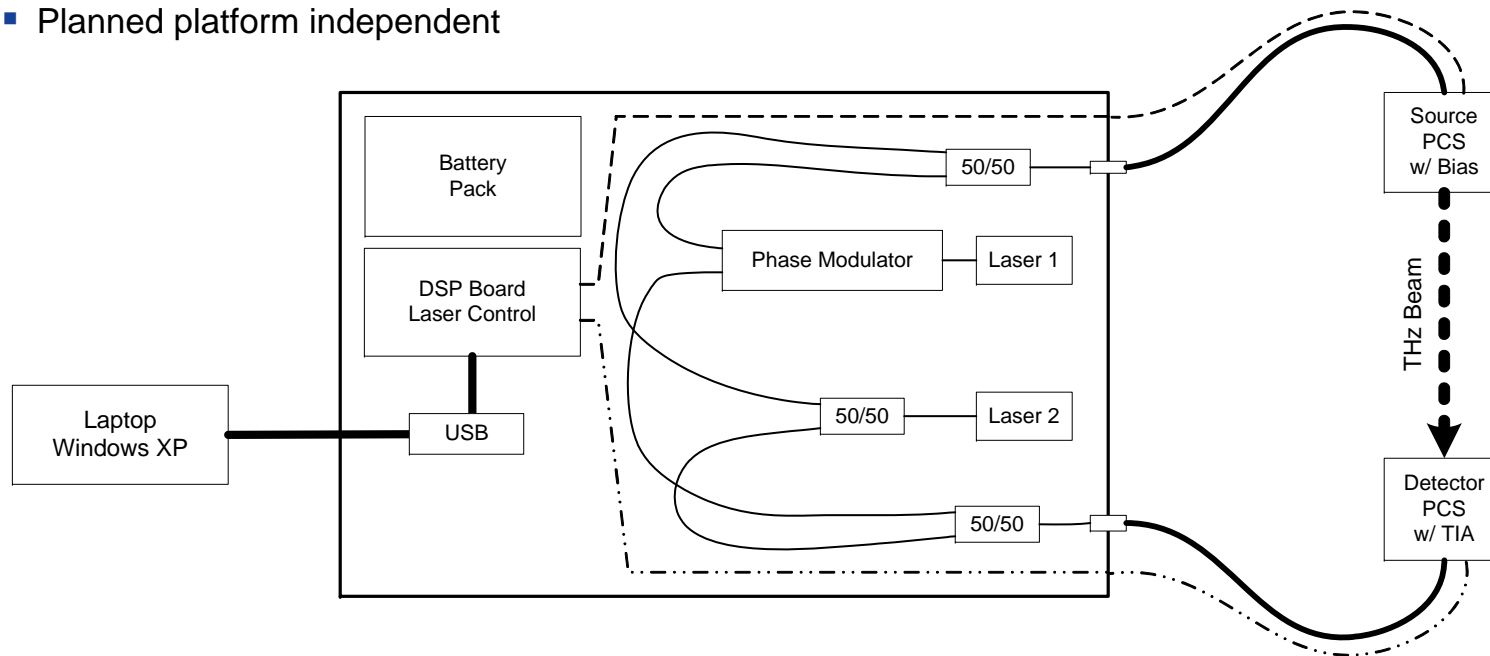 ▪ Planned platform independent
Battery
Pack
DSP Board
Laser Control
USB
Laptop
Windows XP
50/50
Phase Modulator
Laser 1
50/50
Laser 2
50/50
Source
PCS
w/ Bias
THz Beam
Detector
PCS
w/ TIA